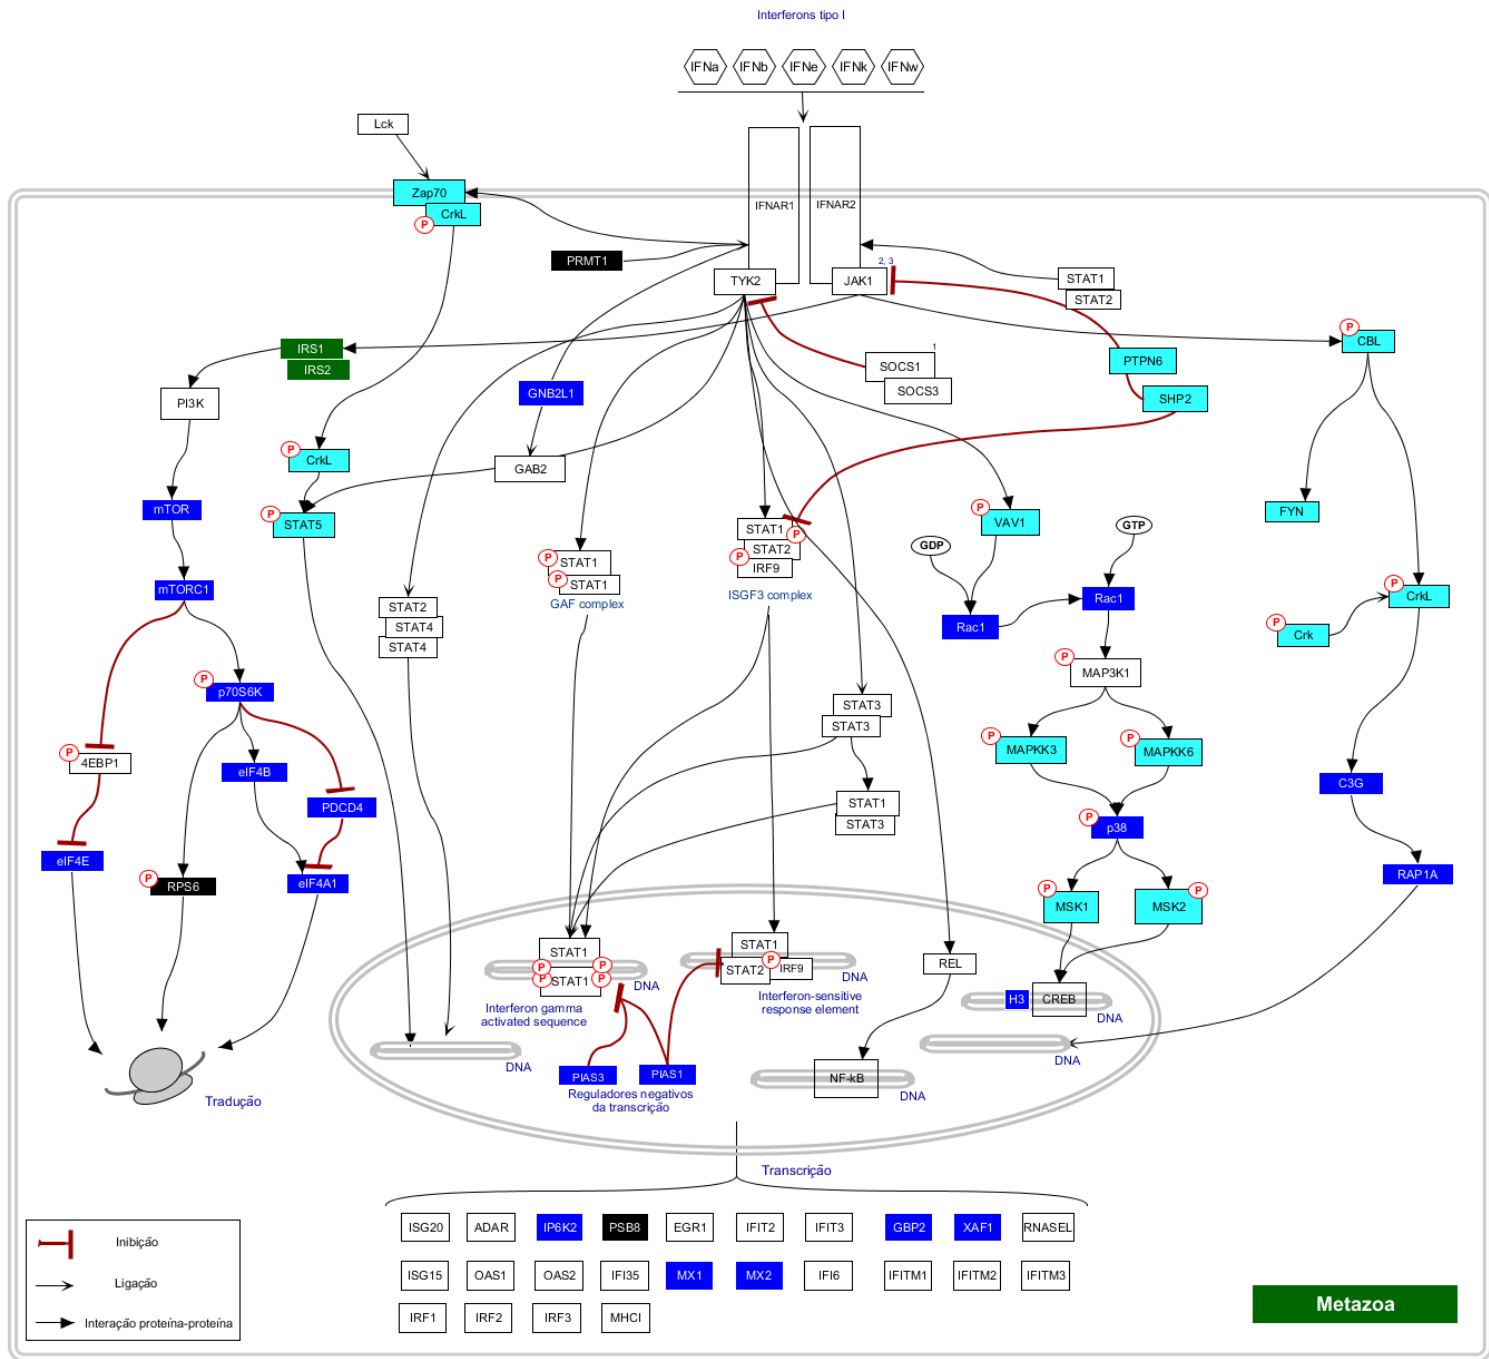 Interferons tipo I
IFNa
IFNb
IFNe
IFNk
IFNw
Lck
Zap70
CrkL
P
IFNAR1
IFNAR2
PRMT1
TYK2
JAK1
2, 3
STAT1
STAT2
IRS1
IRS2
SOCS1
1
SOCS3
PTPN6
SHP2
P
CBL
PI3K
GNB2L1
P
CrkL
GAB2
mTOR
P
STAT5
STAT1
P
STAT2
P
IRF9
ISGF3 complex
P
VAV1
FYN
GDP
GTP
P
STAT1
P
STAT1
GAF complex
mTORC1
STAT2
STAT4
STAT4
Rac1
Rac1
P
CrkL
P
Crk
P
MAP3K1
P
p70S6K
STAT3
STAT3
P
MAPKK3
P
MAPKK6
P
4EBP1
eIF4B
PDCD4
STAT1
STAT3
C3G
P
p38
eIF4E
P
RPS6
eIF4A1
RAP1A
P
MSK1
P
MSK2
STAT1
P
P
P
STAT1
P
DNA
Interferon gamma
activated sequence
STAT1
STAT2
P
IRF9
DNA
Interferon-sensitive
response element
REL
H3
CREB
DNA
DNA
DNA
PIAS3
PIAS1
Reguladores negativos
da transcrição
NF-kB
DNA
Tradução
Transcrição
ISG20
ADAR
IP6K2
PSB8
EGR1
IFIT2
IFIT3
GBP2
XAF1
RNASEL
ISG15
OAS1
OAS2
IFI35
MX1
MX2
IFI6
IFITM1
IFITM2
IFITM3
IRF1
IRF2
IRF3
MHCI
Inibição
Ligação
Interação proteína-proteína
Metazoa